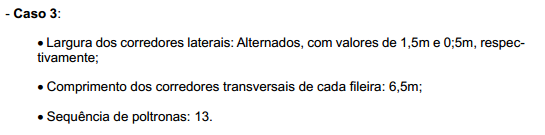 - Caso 3:
• Largura dos corredores laterais: Alternados, com valores de 1,5m e 0;5m, respec-
tivamente;
• Comprimento dos corredores transversais de cada fileira: 6,5m;
• Sequência de poltronas: 13.